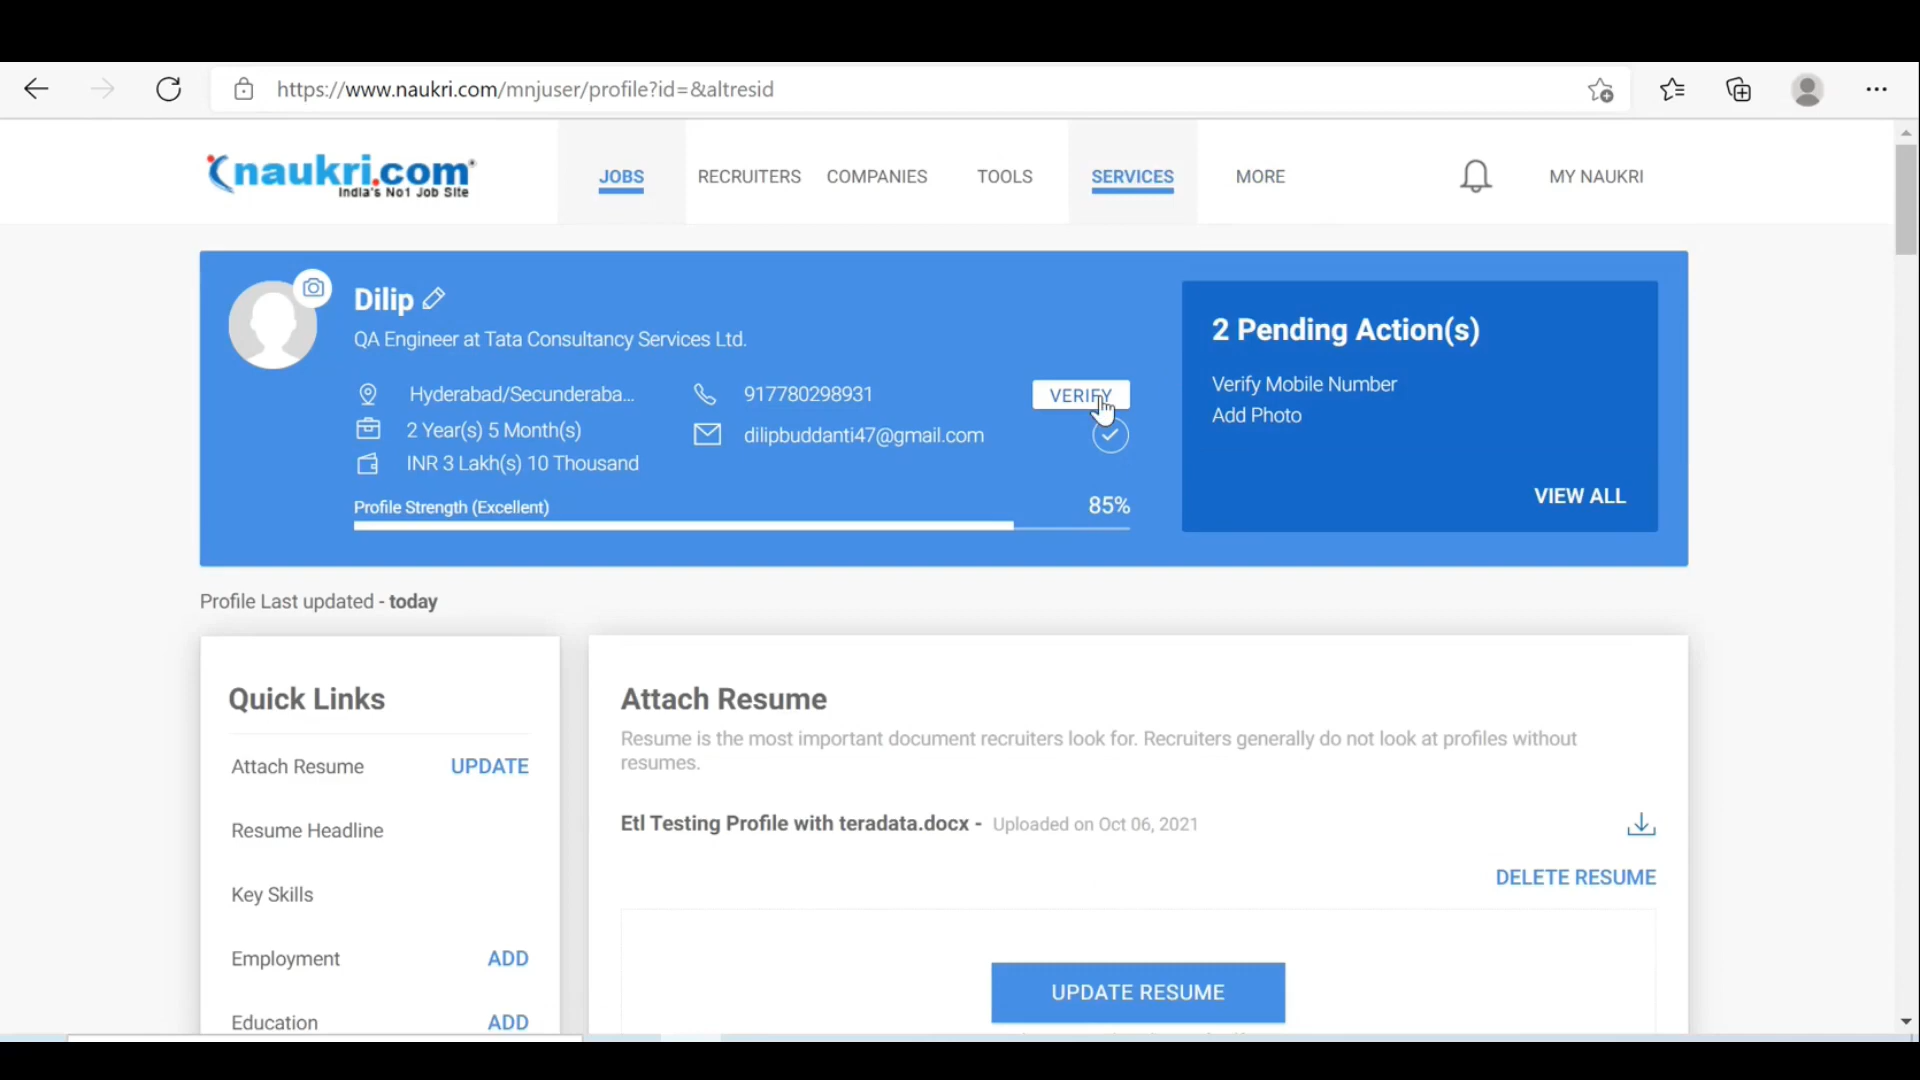 https://www.naukri.com/mnjuser/profile?id=&altresid
naukri.com
India's No1 Job Site
JOBS
RECRUITERS
COMPANIES
TOOLS
SERVICES
MORE
MY NAUKRI
Dilip
QA Engineer at Tata Consultancy Services Ltd.
Hyderabad/Secunderaba...
917780298931
VERIFY
2 Year(s) 5 Month(s)
dilipbuddanti47@gmail.com
INR 3 Lakh(s) 10 Thousand
Profile Strength (Excellent)
85%
2 Pending Action(s)
Verify Mobile Number
Add Photo
VIEW ALL
Profile Last updated - today
Quick Links
Attach Resume UPDATE
Resume Headline
Key Skills
Employment ADD
Education ADD
Attach Resume
Resume is the most important document recruiters look for. Recruiters generally do not look at profiles without
resumes.
Etl Testing Profile with teradata.docx - Uploaded on Oct 06, 2021
DELETE RESUME
UPDATE RESUME